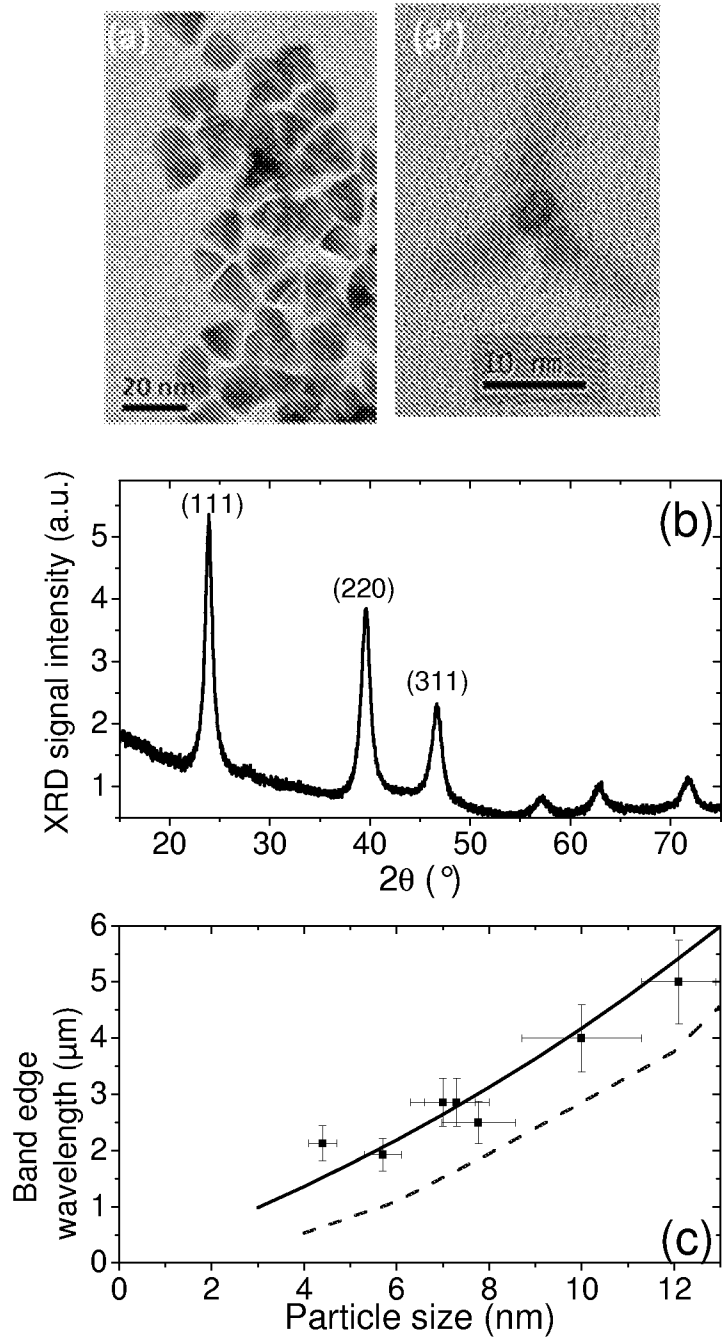 (a) (a')
20 nm
10 nm
(b)
XRD signal intensity (a.u.)
5
4
3
2
1
(111)
(220)
(311)
20 30 40 50 60 70
2θ (°)
Band edge
wavelength (µm)
6
5
4
3
2
1
0
(c)
0 2 4 6 8 10 12
Particle size (nm)